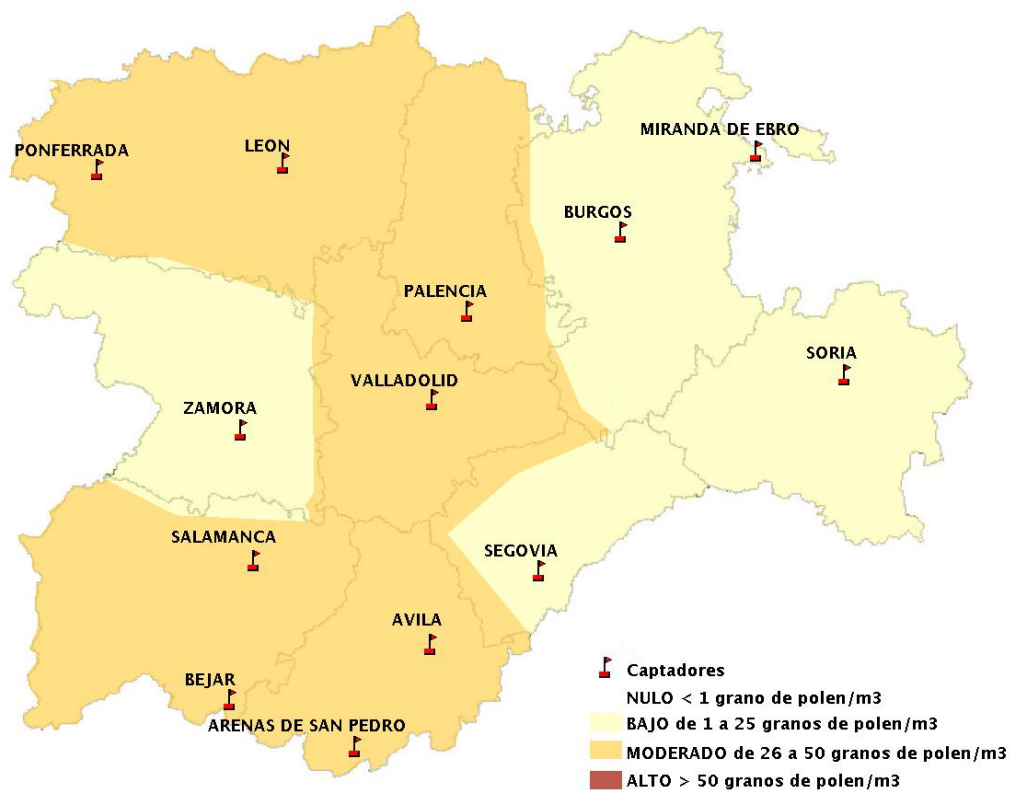 MIRANDA DE EBRO
LEON
PONFERRADA
BURGOS
PALENCIA
SORIA
VALLADOLID
ZAMORA
SALAMANCA
SEGOVIA
AVILA
BEJAR
ARENAS DE SAN PEDRO
Captadores
NULO < 1 grano de polen/m3
BAJO de 1 a 25 granos de polen/m3
MODERADO de 26 a 50 granos de polen/m3
ALTO > 50 granos de polen/m3